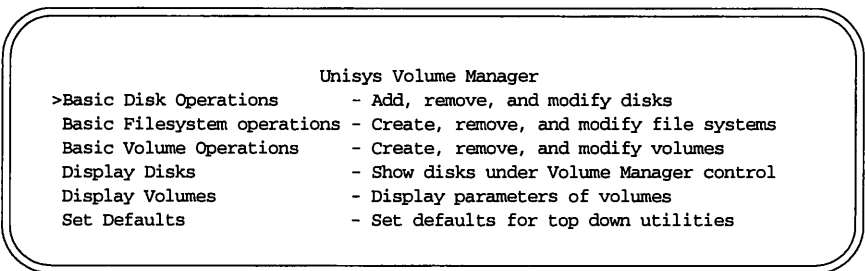 Unisys Volume Manager
>Basic Disk Operations - Add, remove, and modify disks
Basic Filesystem operations - Create, remove, and modify file systems
Basic Volume Operations - Create, remove, and modify volumes
Display Disks - Show disks under Volume Manager control
Display Volumes - Display parameters of volumes
Set Defaults - Set defaults for top down utilities